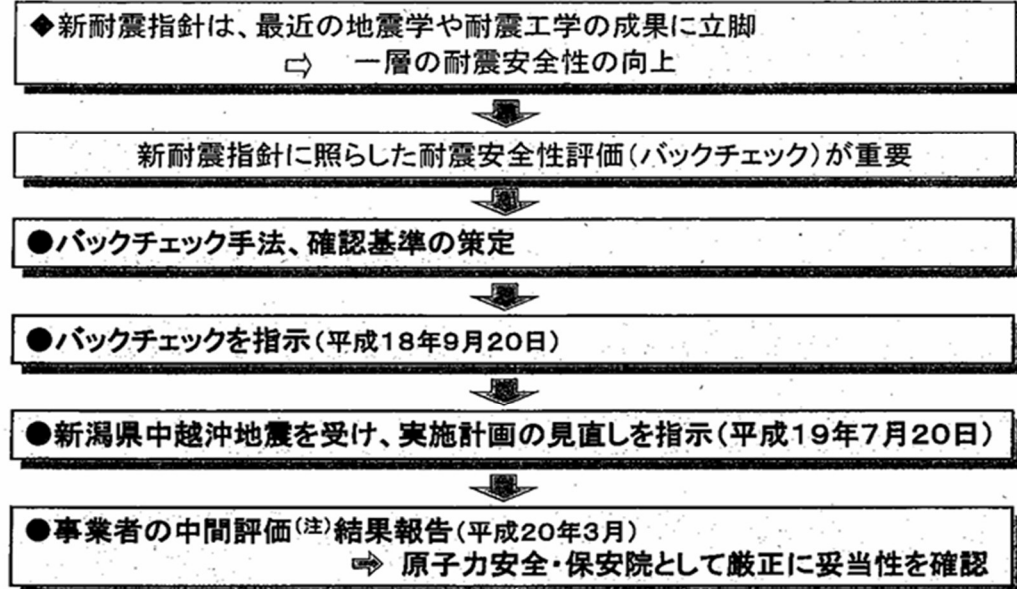 ◆新耐震指針は、最近の地震学や耐震工学の成果に立脚
⇨ 一層の耐震安全性の向上
新耐震指針に照らした耐震安全性評価(バックチェック)が重要
●バックチェック手法、確認基準の策定
●バックチェックを指示(平成18年9月20日)
●新潟県中越沖地震を受け、実施計画の見直しを指示(平成19年7月20日)
●事業者の中間評価(注)結果報告(平成20年3月)
⇨ 原子力安全・保安院として厳正に妥当性を確認